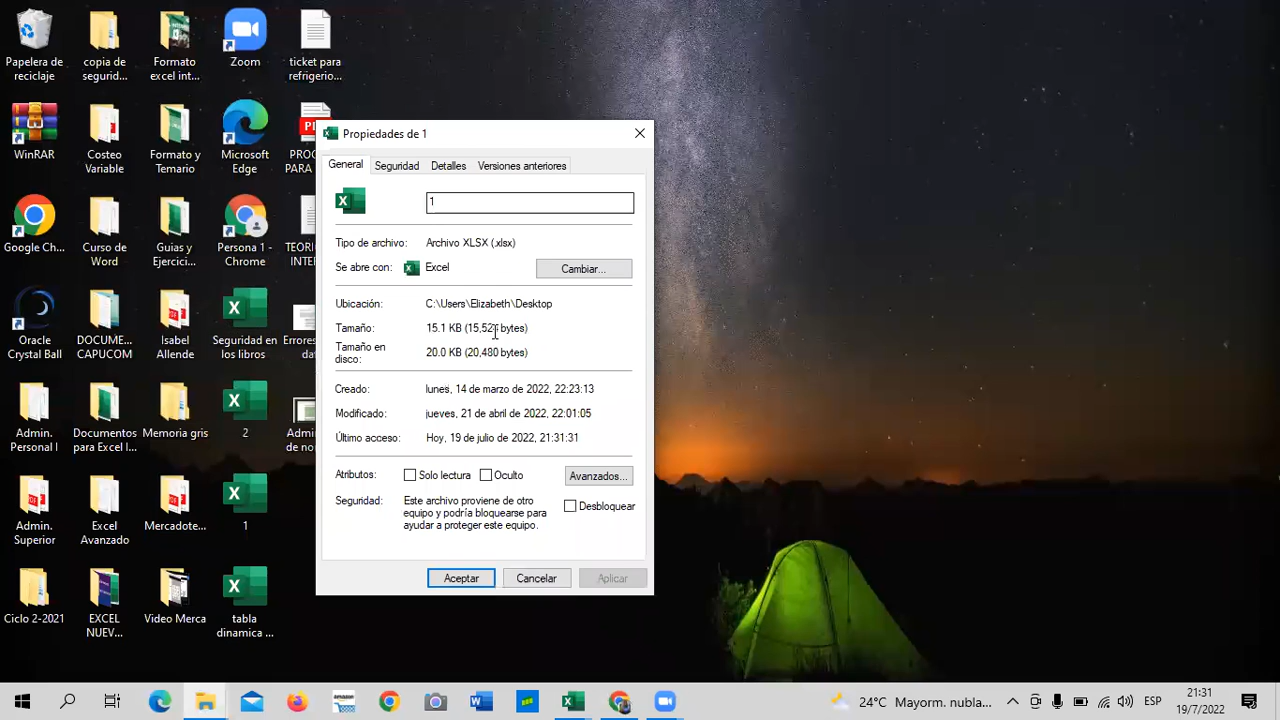 Papelera de
reciclaje
copia de
segurid...
Formato
excel int...
Zoom
ticket para
refrigerio...
WinRAR
Costeo
Variable
Formato y
Temario
Microsoft
Edge
PROC
PARA
Google Ch...
Curso de
Word
Guias y
Ejercici...
Persona 1 -
Chrome
TEORI
INTE
Oracle
Crystal Ball
DOCUME...
CAPUCOM
Isabel
Allende
Seguridad en
los libros
Errores
da
Admin.
Personal I
Documentos
para Excel I...
Memoria gris
2
Admin
de no
Admin.
Superior
Excel
Avanzado
Mercadote...
1
Ciclo 2-2021
EXCEL
NUEV...
Video Merca
tabla
dinamica ...
Propiedades de 1
General
Seguridad
Detalles
Versiones anteriores
1
Tipo de archivo:
Archivo XLSX (.xlsx)
Se abre con:
Excel
Cambiar...
Ubicación:
C:\Users\Elizabeth\Desktop
Tamaño:
15.1 KB bytes)
Tamaño en
disco:
20.0 KB (20,480 bytes)
Creado:
lunes, 14 de marzo de 2022, 22:23:13
Modificado:
jueves, 21 de abril de 2022, 22:01:05
Último acceso:
Hoy, 19 de julio de 2022, 21:31:31
Atributos:
Solo lectura
Oculto
Avanzados...
Seguridad:
Este archivo proviene de otro
equipo y podría bloquearse para
ayudar a proteger este equipo.
Desbloquear
Aceptar
Cancelar
Aplicar
24°C Mayorm. nubla...
ESP
21:31
19/7/2022